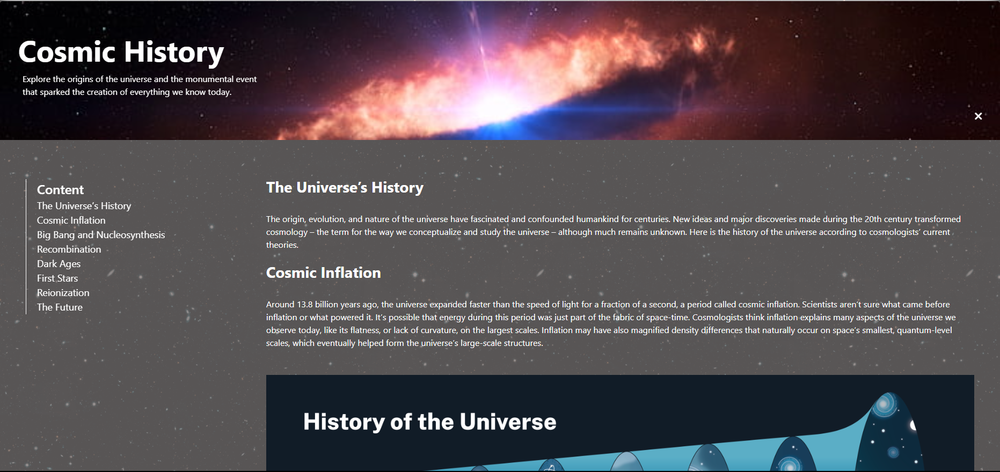 Cosmic History
Explore the origins of the universe and the monumental event
that sparked the creation of everything we know today.
Content
The Universe’s History
Cosmic Inflation
Big Bang and Nucleosynthesis
Recombination
Dark Ages
First Stars
Reionization
The Future
The Universe’s History
The origin, evolution, and nature of the universe have fascinated and confounded humankind for centuries. New ideas and major discoveries made during the 20th century transformed
cosmology – the term for the way we conceptualize and study the universe – although much remains unknown. Here is the history of the universe according to cosmologists’ current
theories.
Cosmic Inflation
Around 13.8 billion years ago, the universe expanded faster than the speed of light for a fraction of a second, a period called cosmic inflation. Scientists aren’t sure what came before
inflation or what powered it. It’s possible that energy during this period was just part of the fabric of space-time. Cosmologists think inflation explains many aspects of the universe we
observe today, like its flatness, or lack of curvature, on the largest scales. Inflation may have also magnified density differences that naturally occur on space’s smallest, quantum-level
scales, which eventually helped form the universe’s large-scale structures.
History of the Universe